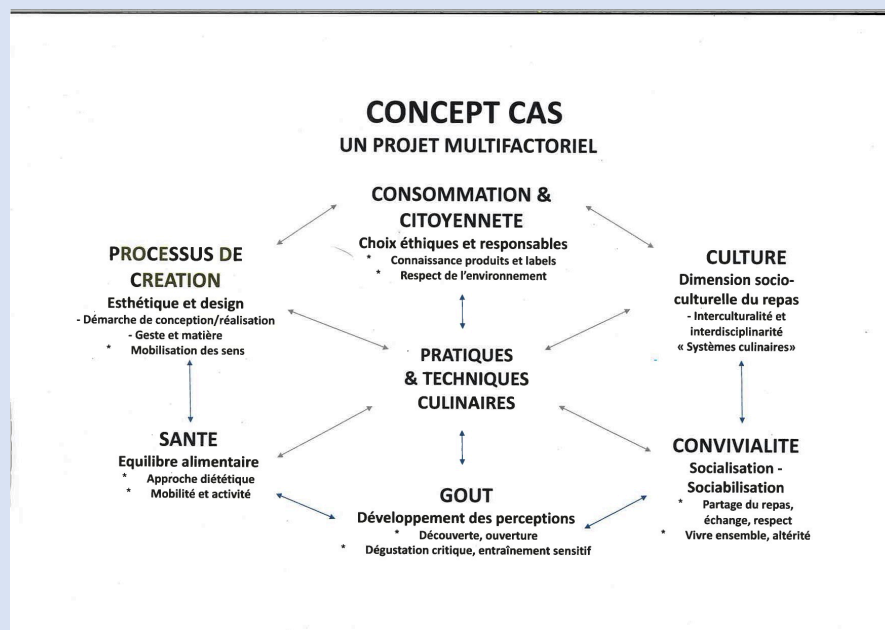 CONCEPT CAS
UN PROJET MULTIFACTORIEL
CONSOMMATION &
CITOYENNETE
Choix éthiques et responsables
* Connaissance produits et labels
* Respect de l'environnement
PROCESSUS DE
CREATION
Esthétique et design
- Démarche de conception/réalisation
- Geste et matière
* Mobilisation des sens
CULTURE
Dimension socio-
culturelle du repas
- Interculturalité et
interdisciplinarité
« Systèmes culinaires»
PRATIQUES
& TECHNIQUES
CULINAIRES
SANTE
Equilibre alimentaire
* Approche diététique
* Mobilité et activité
GOUT
Développement des perceptions
* Découverte, ouverture
* Dégustation critique, entraînement sensitif
CONVIVIALITE
Socialisation -
Sociabilisation
* Partage du repas,
échange, respect
* Vivre ensemble, altérité